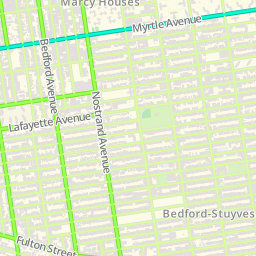 Marcy Houses
Myrtle Avenue
Bedford Avenue
Nostrand Avenue
Lafayette Avenue
Bedford-Stuyves
Fulton Street